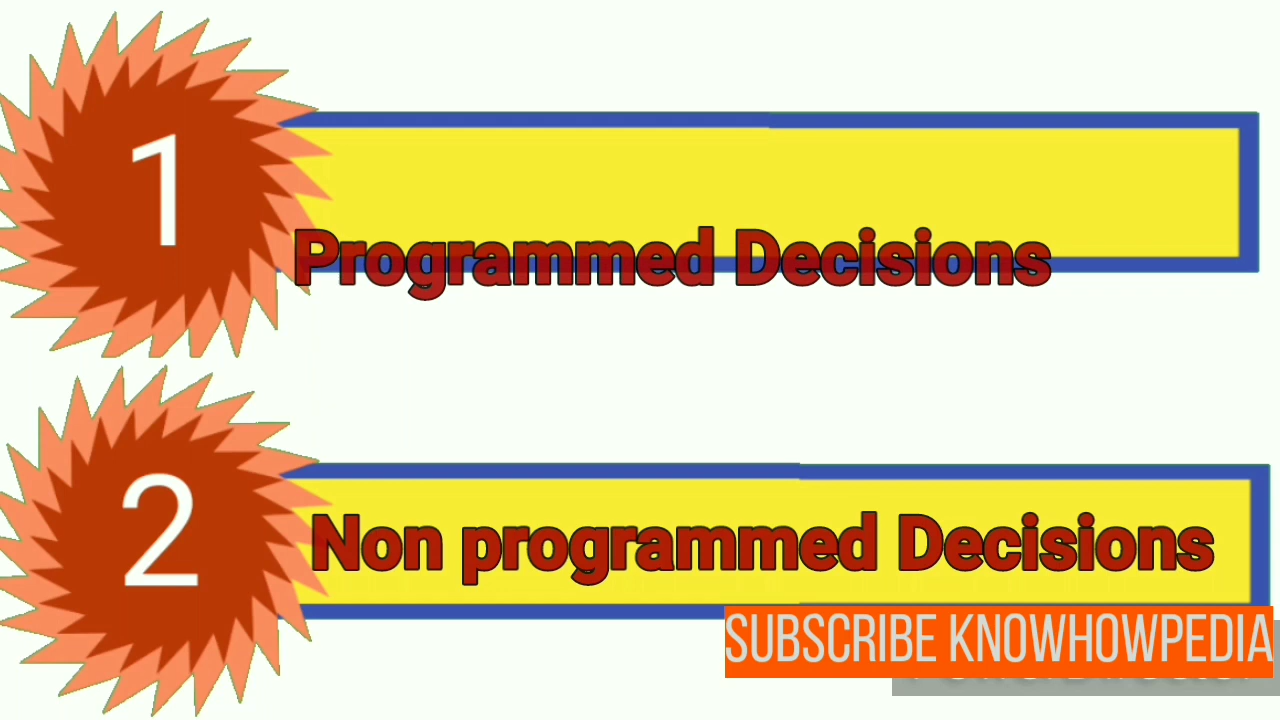 1
Programmed Decisions
2
Non programmed Decisions
SUBSCRIBE KNOWHOWPEDIA